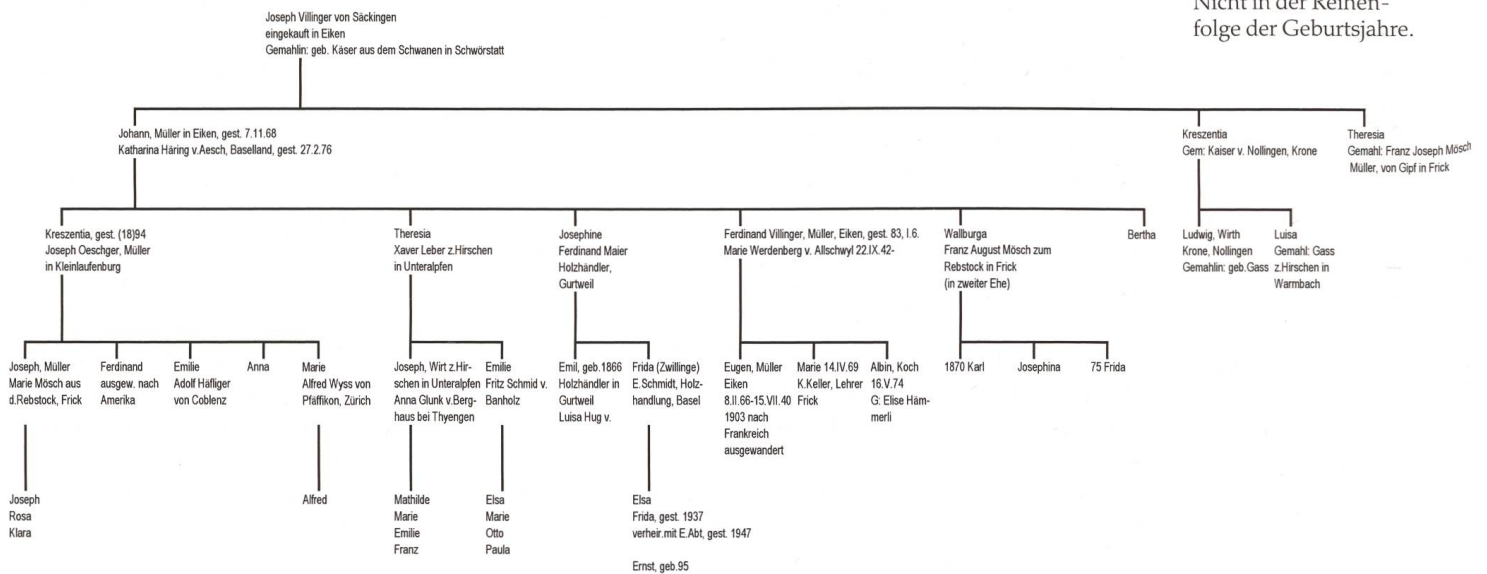 Nicht in der Reihen-
folge der Geburtsjahre.
Joseph Villinger von Säckingen
eingekauft in Eiken
Gemahlin: geb. Käser aus dem Schwanen in Schwörstatt
Johann, Müller in Eiken, gest. 7.11.68
Katharina Häring v.Aesch, Baselland, gest. 27.2.76
Kreszentia
Gem: Kaiser v. Nollingen, Krone
Theresia
Gemahl: Franz Joseph Mösch
Müller, von Gipf in Frick
Kreszentia, gest. (18)94
Joseph Oeschger, Müller
in Kleinlaufenburg
Theresia
Xaver Leber z.Hirschen
in Unteralpfen
Josephine
Ferdinand Maier
Holzhändler,
Gurtweil
Ferdinand Villinger, Müller, Eiken, gest. 83, I.6.
Marie Werdenberg v. Allschwyl 22.IX.42-
Wallburga
Franz August Mösch zum
Rebstock in Frick
(in zweiter Ehe)
Bertha
Ludwig, Wirth
Krone, Nollingen
Gemahlin: geb.Gass
Luisa
Gemahl: Gass
z.Hirschen in
Warmbach
Joseph, Müller
Marie Mösch aus
d.Rebstock, Frick
Ferdinand
ausgew. nach
Amerika
Emilie
Adolf Häfliger
von Coblenz
Anna
Marie
Alfred Wyss von
Pfäffikon, Zürich
Joseph, Wirt z.Hir-
schen in Unteralpfen
Anna Glunk v.Berg-
haus bei Thyengen
Emilie
Fritz Schmid v.
Banholz
Emil, geb.1866
Holzhändler in
Gurtweil
Luisa Hug v.
Frida (Zwillinge)
E.Schmidt, Holz-
handlung, Basel
Eugen, Müller
Eiken
8.II.66-15.VII.40
1903 nach
Frankreich
ausgewandert
Marie 14.IV.69
K.Keller, Lehrer
Frick
Albin, Koch
16.V.74
G: Elise Häm-
merli
1870 Karl
Josephina
75 Frida
Joseph
Rosa
Klara
Alfred
Mathilde
Marie
Emilie
Franz
Elsa
Marie
Otto
Paula
Elsa
Frida, gest. 1937
verheir.mit E.Abt, gest. 1947
Ernst, geb.95